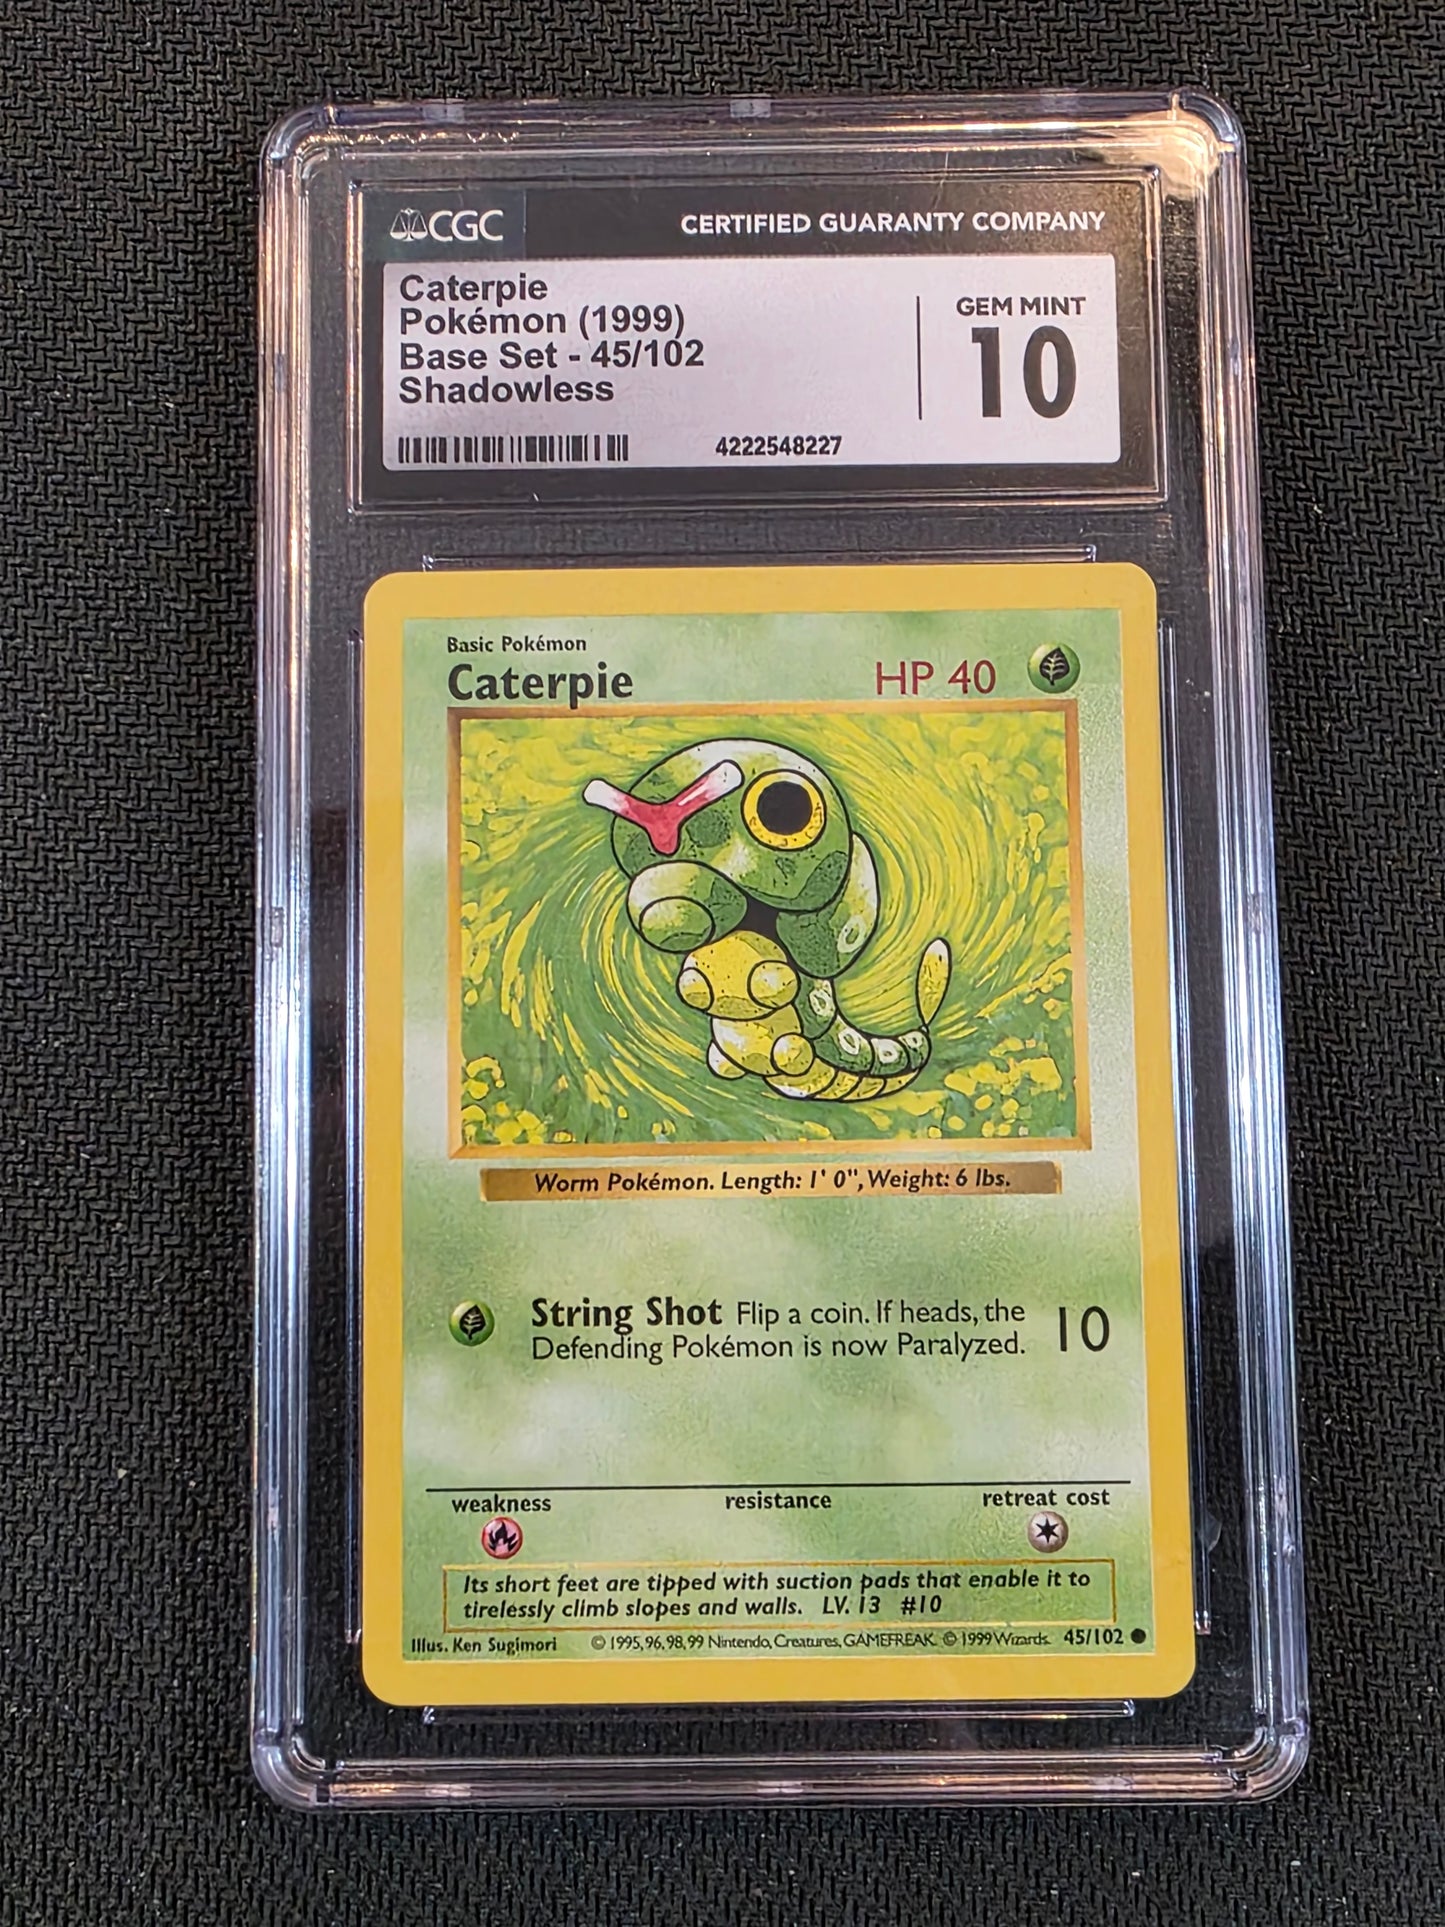 CGC
CERTIFIED GUARANTY COMPANY
Caterpie
Pokémon (1999)
Base Set - 45/102
Shadowless
GEM MINT
10
4222548227
Basic Pokémon
Caterpie
HP 40
Worm Pokémon. Length: 1' 0", Weight: 6 lbs.
String Shot Flip a coin. If heads, the
Defending Pokémon is now Paralyzed.
10
weakness
resistance
retreat cost
Its short feet are tipped with suction pads that enable it to
tirelessly climb slopes and walls. LV. 13 #10
Illus. Ken Sugimori
© 1995, 96, 98, 99 Nintendo, Creatures, GAMEFREAK. © 1999 Wizards.
45/102 ●